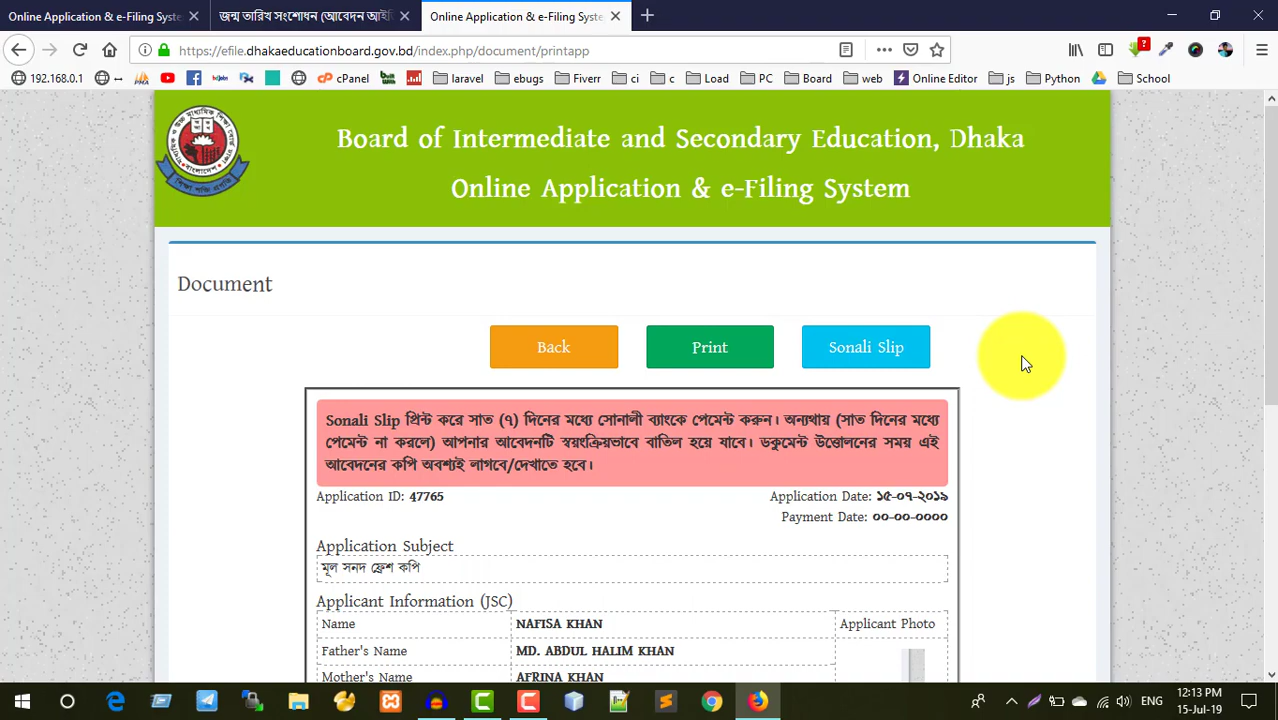 Online Application & e-Filing Syste
জন্ম তারিখ সংশোধন (আবেদন আইডি
Online Application & e-Filing Syste
https://efile.dhakaeducationboard.gov.bd/index.php/document/printapp
192.168.0.1 cPanel laravel ebugs Fiverr ci c Load PC Board web Online Editor js Python School
Board of Intermediate and Secondary Education, Dhaka
Online Application & e-Filing System
Document
Back Print Sonali Slip
Sonali Slip প্রিন্ট করে সাত (৭) দিনের মধ্যে সোনালী ব্যাংকে পেমেন্ট করুন। অন্যথায় (সাত দিনের মধ্যে
পেমেন্ট না করলে) আপনার আবেদনটি স্বয়ংক্রিয়ভাবে বাতিল হয়ে যাবে। ডকুমেন্ট উত্তোলনের সময় এই
আবেদনের কপি অবশ্যই লাগবে/দেখাতে হবে।
Application ID: 47765 Application Date: ১৫-০৭-২০১৯
Payment Date: ০০-০০-০০০০
Application Subject
মূল সনদ ফ্রেশ কপি
Applicant Information (JSC)
Name NAFISA KHAN Applicant Photo
Father's Name MD. ABDUL HALIM KHAN
Mother's Name AFRINA KHAN
ENG 12:13 PM
15-Jul-19